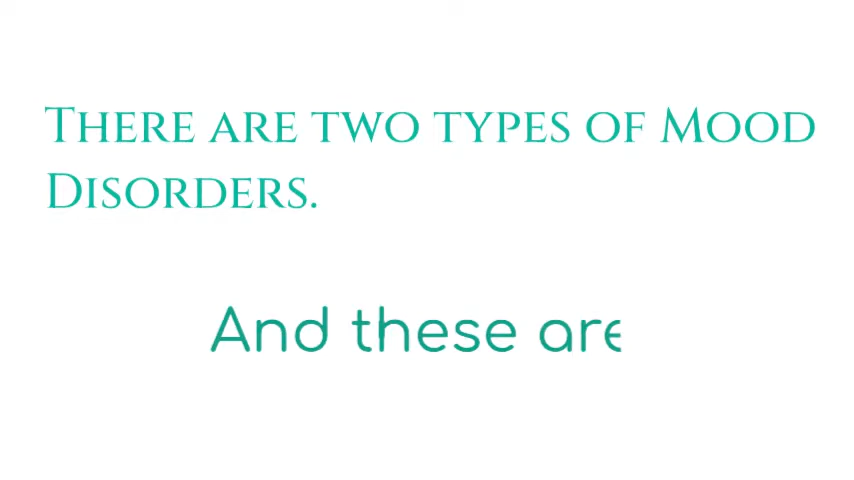 There are two types of Mood
Disorders.
And these are